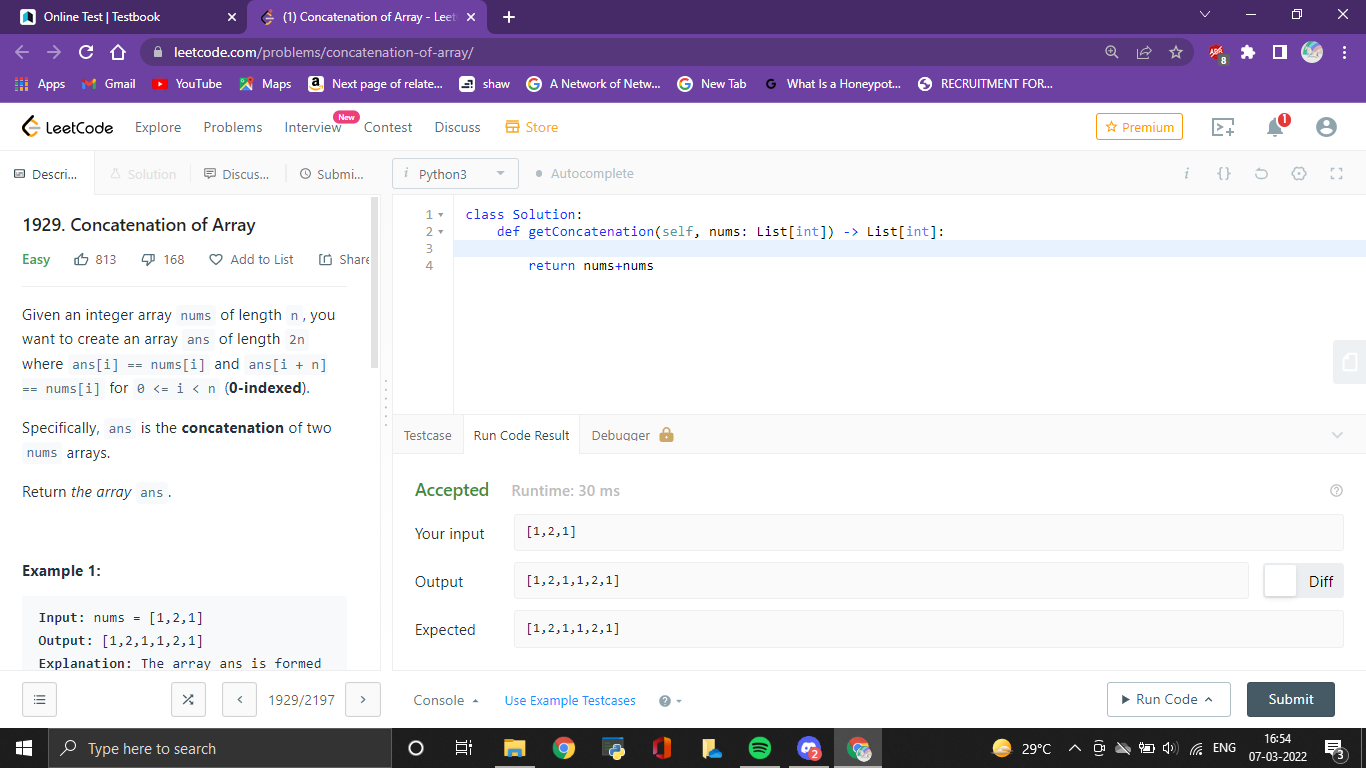 Online Test | Testbook
(1) Concatenation of Array - Leet
leetcode.com/problems/concatenation-of-array/
ABP
8
Apps
Gmail
YouTube
Maps
Next page of relate...
shaw
A Network of Netw...
New Tab
What Is a Honeypot...
RECRUITMENT FOR...
LeetCode
Explore
Problems
Interview
New
Contest
Discuss
Store
Premium
1
Descri...
Solution
Discus...
Submi...
i Python3
Autocomplete
i
{}
1929. Concatenation of Array
Easy
813
168
Add to List
Share
Given an integer array nums of length n, you
want to create an array ans of length 2n
where ans[i] == nums[i] and ans[i + n]
== nums[i] for 0 <= i < n (0-indexed).
Specifically, ans is the concatenation of two
nums arrays.
Return the array ans.
Example 1:
Input: nums = [1,2,1]
Output: [1,2,1,1,2,1]
Explanation: The array ans is formed
1929/2197
1 class Solution:
2 def getConcatenation(self, nums: List[int]) -> List[int]:
3
4 return nums+nums
Testcase
Run Code Result
Debugger
Accepted
Runtime: 30 ms
Your input
[1,2,1]
Output
[1,2,1,1,2,1]
Diff
Expected
[1,2,1,1,2,1]
Console
Use Example Testcases
Run Code
Submit
Type here to search
2
29°C
ENG
16:54
07-03-2022
3